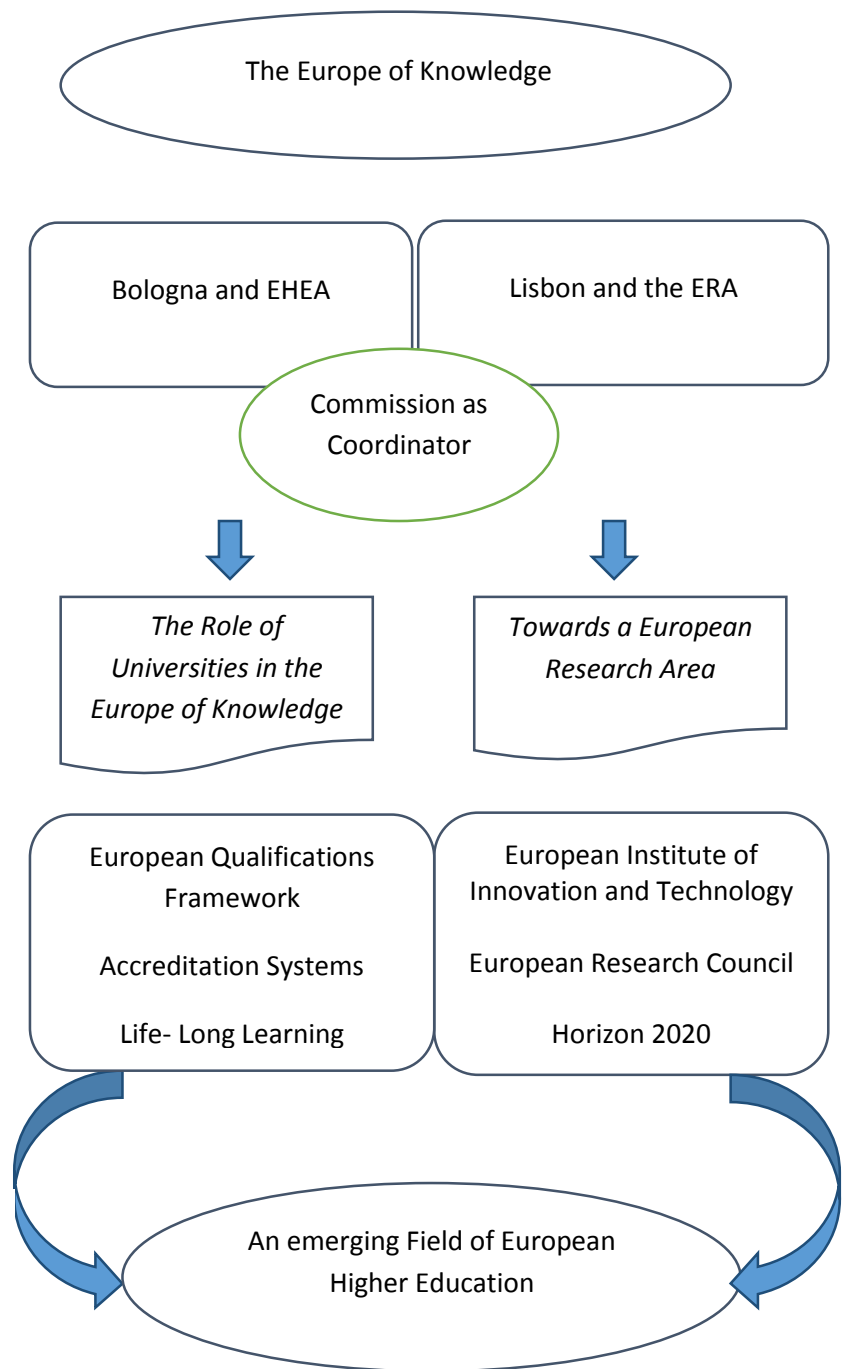 The Europe of Knowledge
Bologna and EHEA
Lisbon and the ERA
Commission as
Coordinator
The Role of
Universities in the
Europe of Knowledge
Towards a European
Research Area
European Qualifications
Framework
Accreditation Systems
Life- Long Learning
European Institute of
Innovation and Technology
European Research Council
Horizon 2020
An emerging Field of European
Higher Education